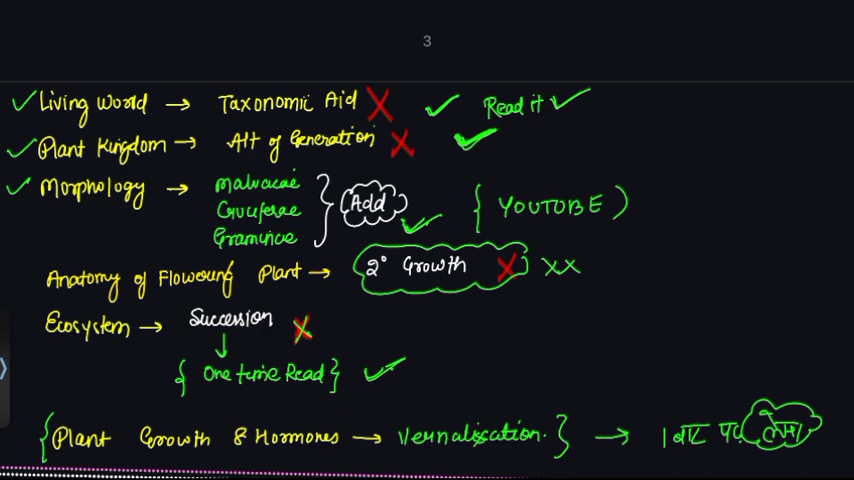 3
Living World → Taxonomic Aid Read it
Plant Kingdom → Alt of Generation
Morphology → malvacae
Cruciferae } Add { YOUTUBE )
Graminae
Anatomy of Flowering Plant → 2° Growth XX
Ecosystem → Succession
↓
{ One time Read }
{ Plant Growth & Hormones → Vernalisation. } → 1 बार पढ़ लेना